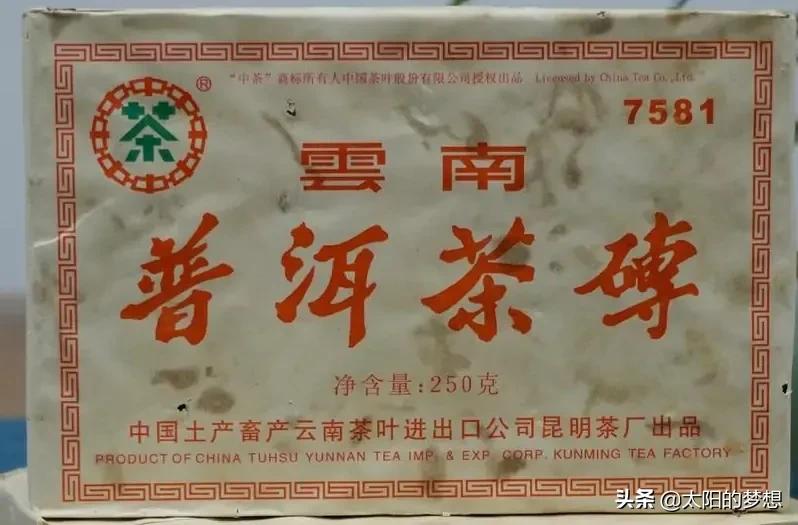 “中茶”商标所有人中国茶叶股份有限公司授权出品 Licensed by China Tea Co., Ltd.
茶 ®
7581
雲南
普洱茶磚
净含量:250克
中国土产畜产云南茶叶进出口公司昆明茶厂出品
PRODUCT OF CHINA TUHSU YUNNAN TEA IMP. & EXP. CORP. KUNMING TEA FACTORY
头条 @太阳的梦想